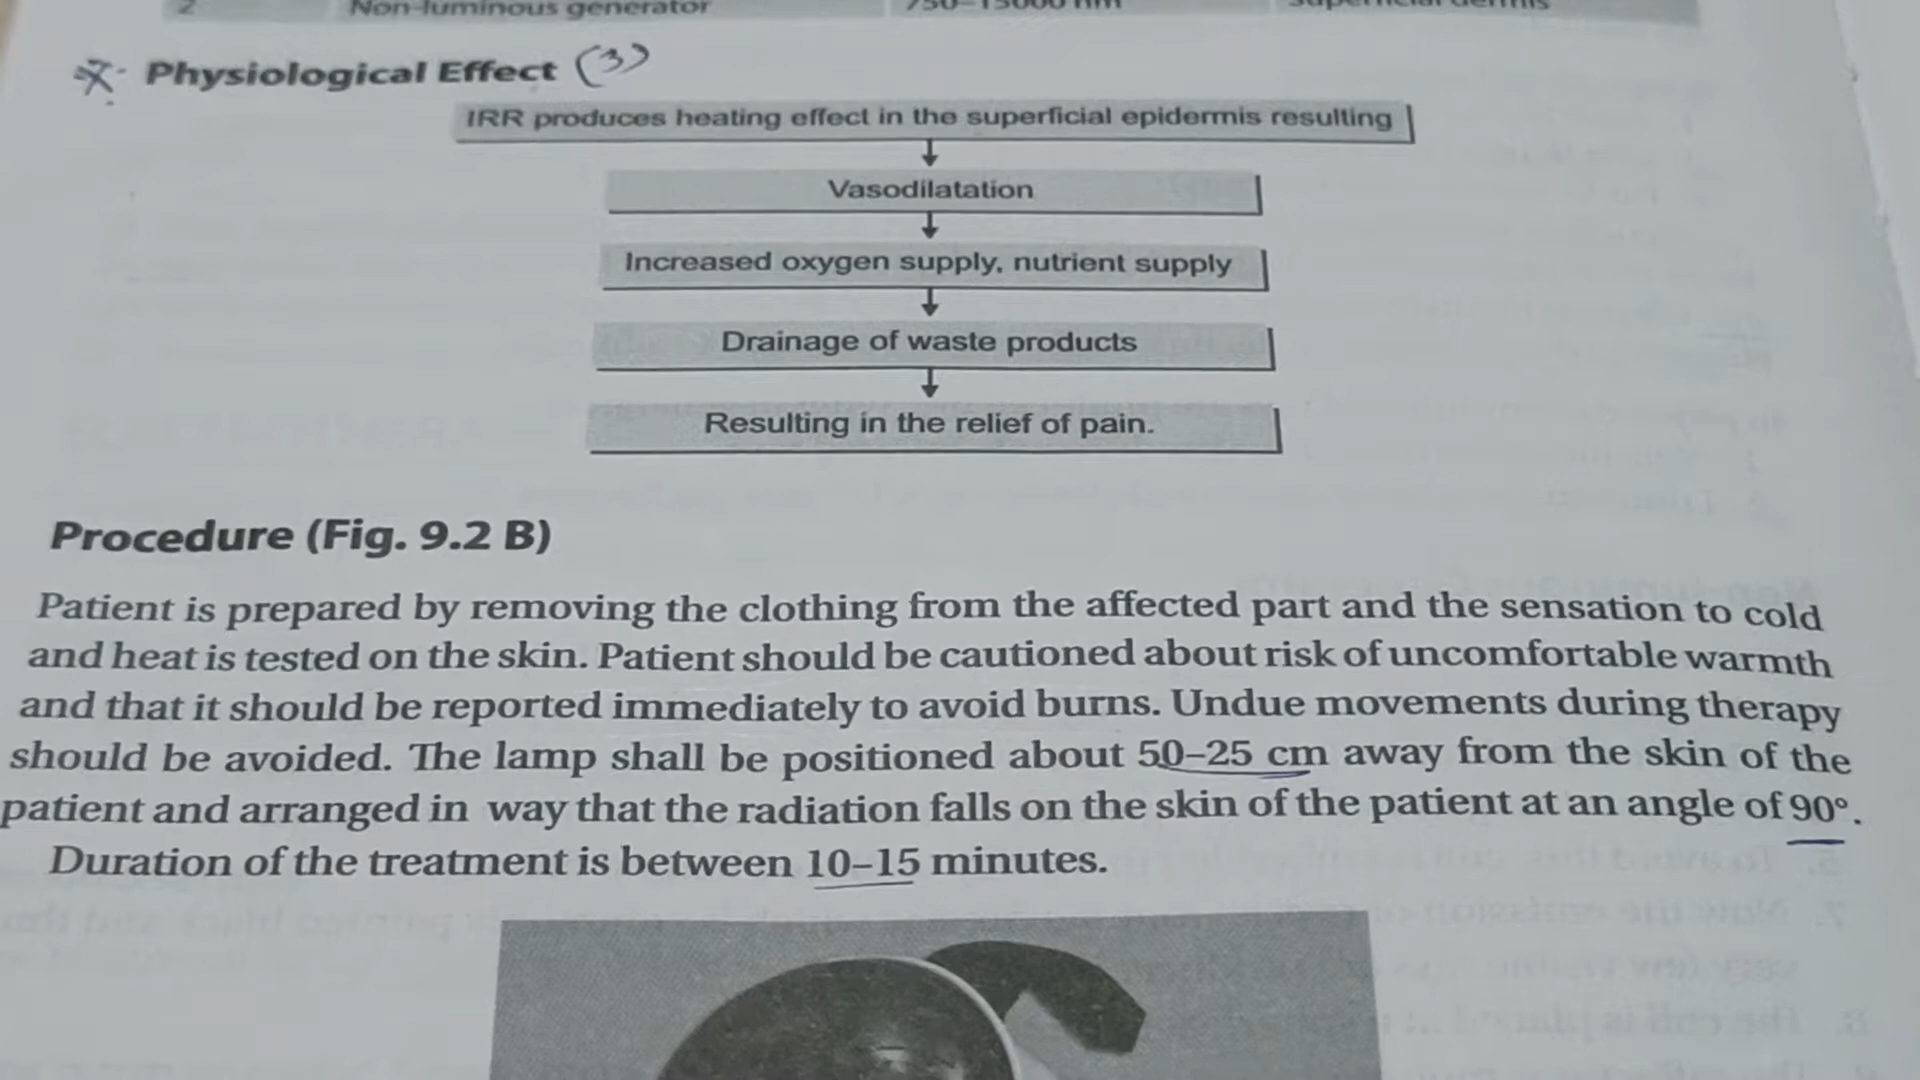 2 Non-luminous generator 750–15000 nm superficial dermis
Physiological Effect (3)
IRR produces heating effect in the superficial epidermis resulting
Vasodilatation
Increased oxygen supply, nutrient supply
Drainage of waste products
Resulting in the relief of pain.
Procedure (Fig. 9.2 B)
Patient is prepared by removing the clothing from the affected part and the sensation to cold
and heat is tested on the skin. Patient should be cautioned about risk of uncomfortable warmth
and that it should be reported immediately to avoid burns. Undue movements during therapy
should be avoided. The lamp shall be positioned about 50–25 cm away from the skin of the
patient and arranged in way that the radiation falls on the skin of the patient at an angle of 90°.
Duration of the treatment is between 10–15 minutes.